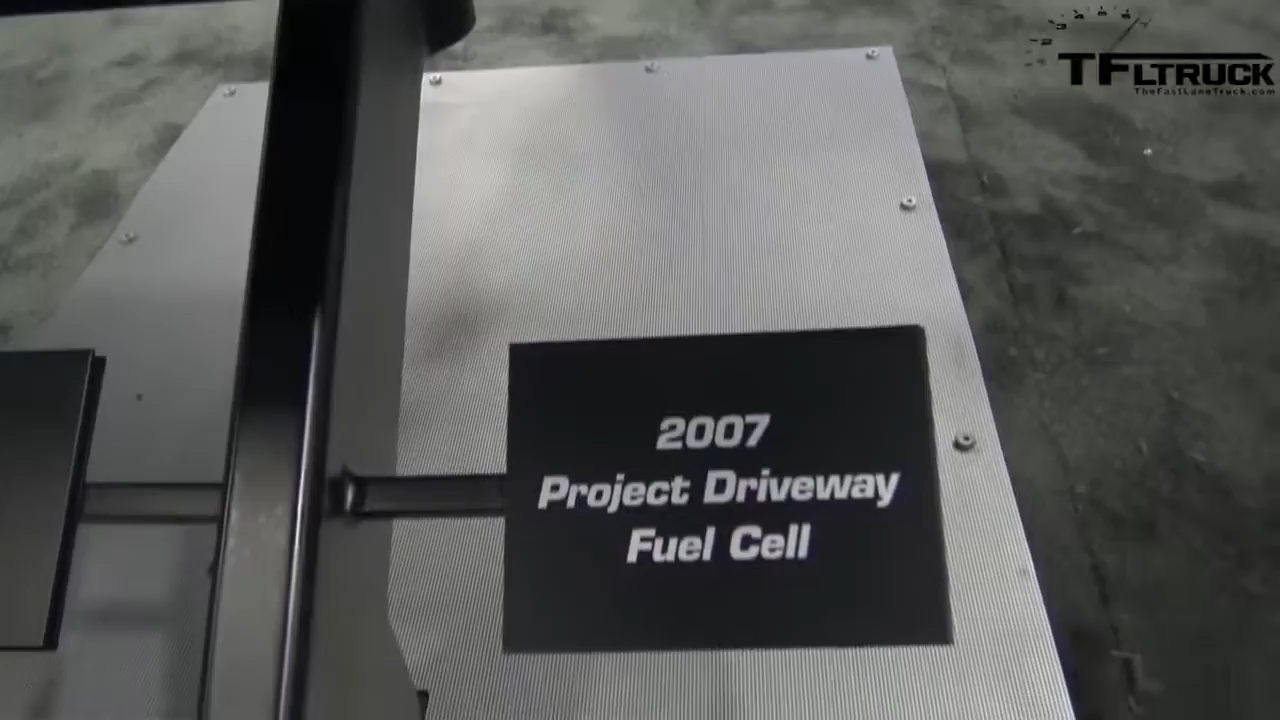 TFLTRUCK
TheFastLaneTruck.com
2007
Project Driveway
Fuel Cell